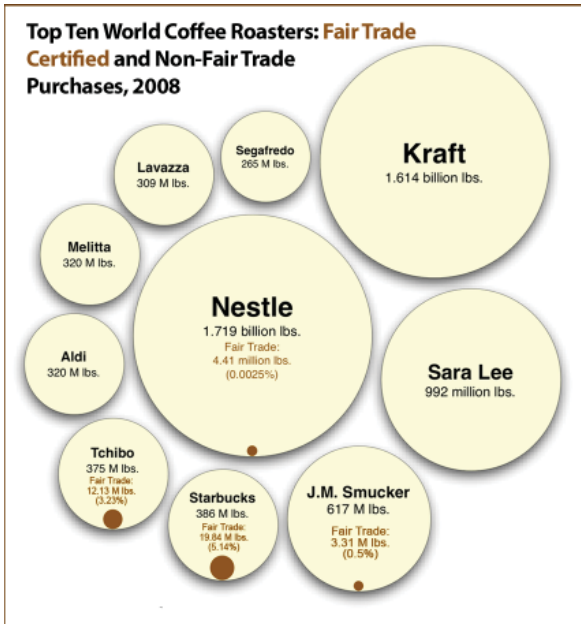 Top Ten World Coffee Roasters: Fair Trade
Certified and Non-Fair Trade
Purchases, 2008
Segafredo
265 M lbs.
Kraft
1.614 billion lbs.
Lavazza
309 M lbs.
Melitta
320 M lbs.
Nestle
1.719 billion lbs.
Fair Trade:
4.41 million lbs.
(0.0025%)
Aldi
320 M lbs.
Sara Lee
992 million lbs.
Tchibo
375 M lbs.
Fair Trade:
12.13 M lbs.
(3.23%)
Starbucks
386 M lbs.
Fair Trade:
19.84 M lbs.
(5.14%)
J.M. Smucker
617 M lbs.
Fair Trade:
3.31 M lbs.
(0.5%)